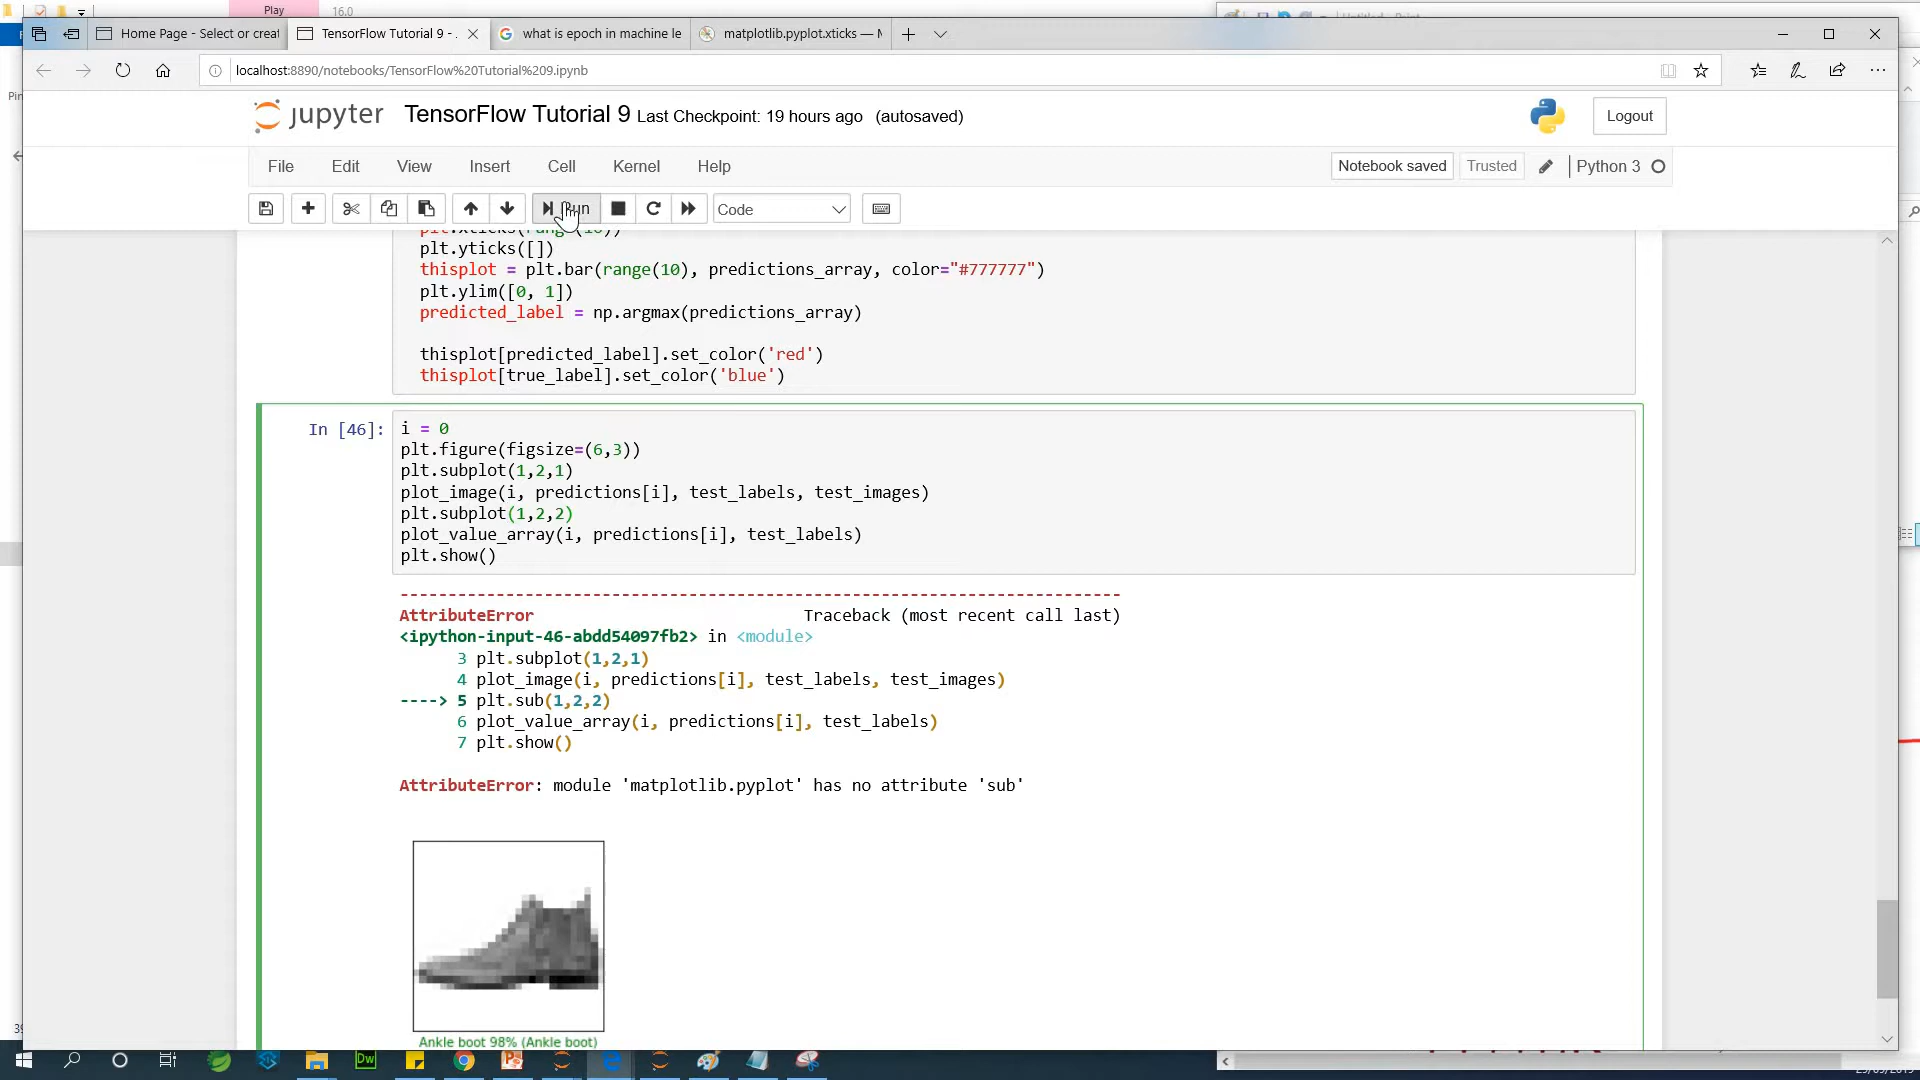 Play
16.0
Home Page - Select or creat
TensorFlow Tutorial 9 -
what is epoch in machine le
matplotlib.pyplot.xticks — M
localhost:8890/notebooks/TensorFlow%20Tutorial%209.ipynb
jupyter TensorFlow Tutorial 9 Last Checkpoint: 19 hours ago (autosaved)
Logout
File Edit View Insert Cell Kernel Help
Notebook saved Trusted Python 3
Run
Code
plt.yticks([])
thisplot = plt.bar(range(10), predictions_array, color="#777777")
plt.ylim([0, 1])
predicted_label = np.argmax(predictions_array)
thisplot[predicted_label].set_color('red')
thisplot[true_label].set_color('blue')
In [46]:
i = 0
plt.figure(figsize=(6,3))
plt.subplot(1,2,1)
plot_image(i, predictions[i], test_labels, test_images)
plt.subplot(1,2,2)
plot_value_array(i, predictions[i], test_labels)
plt.show()
---------------------------------------------------------------------------
AttributeError Traceback (most recent call last)
<ipython-input-46-abdd54097fb2> in <module>
3 plt.subplot(1,2,1)
4 plot_image(i, predictions[i], test_labels, test_images)
----> 5 plt.sub(1,2,2)
6 plot_value_array(i, predictions[i], test_labels)
7 plt.show()
AttributeError: module 'matplotlib.pyplot' has no attribute 'sub'
Ankle boot 98% (Ankle boot)
Dw